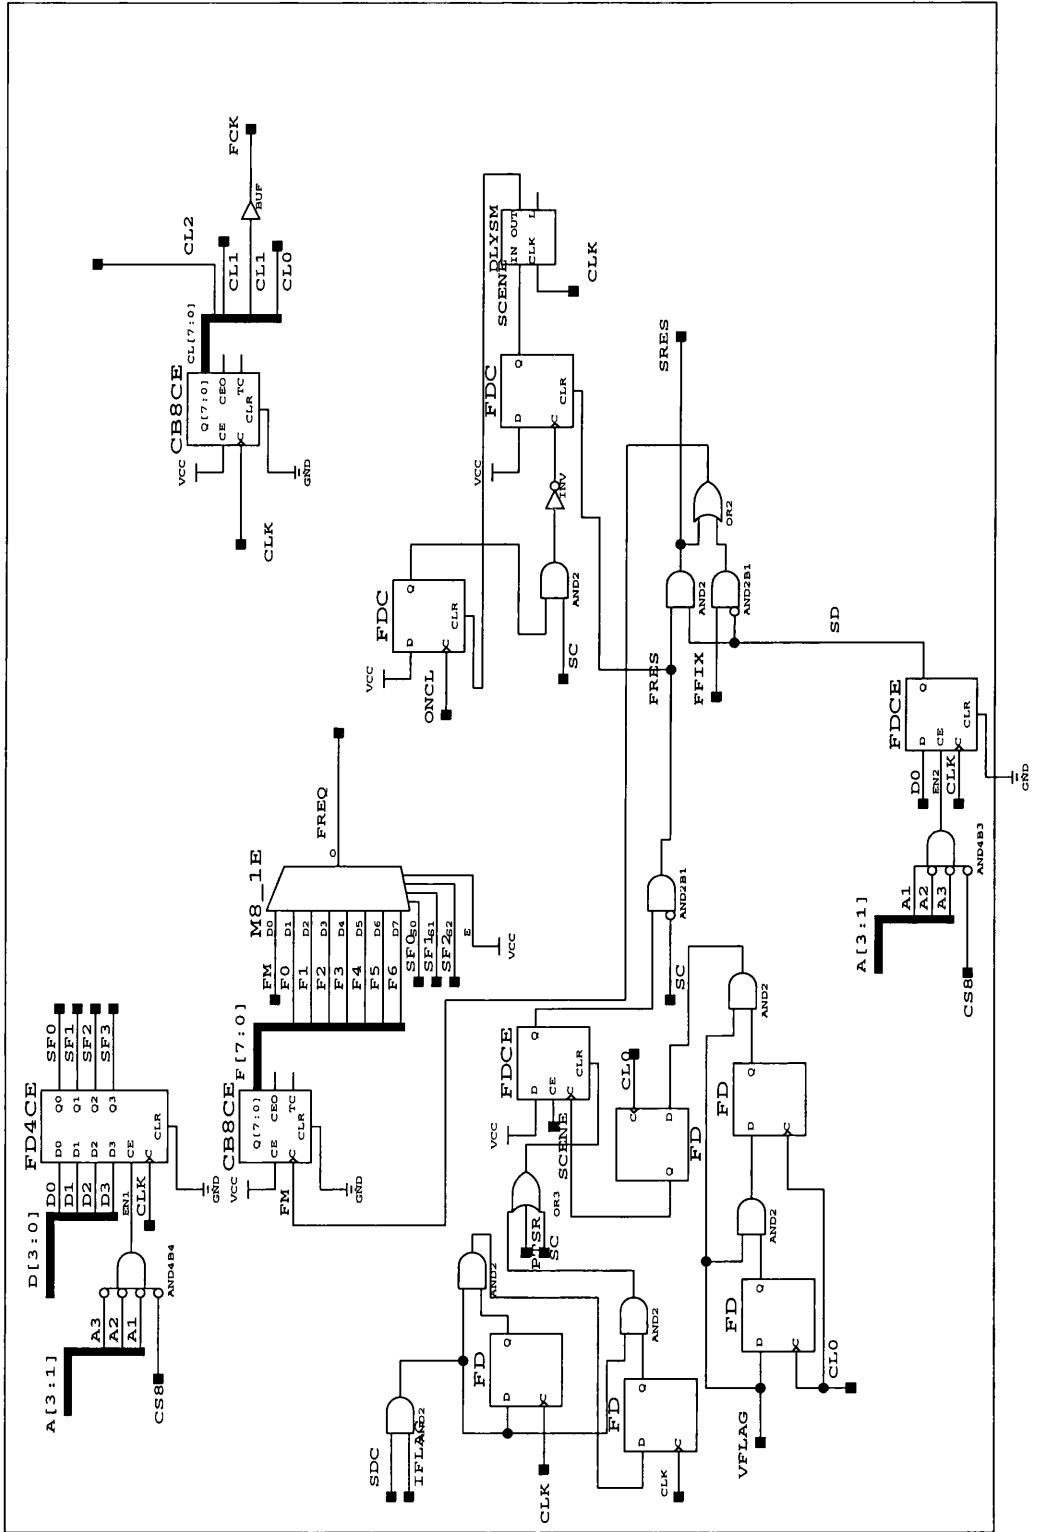 A[3:1]
A3
A2
A1
CS8
AND4B4
D[3:0]
D0
D1
D2
D3
EN1
CLK
FD4CE
D0
D1
D2
D3
CE
C
CLR
Q0
Q1
Q2
Q3
GND
SF0
SF1
SF2
SF3
VCC
FM
CB8CE
Q[7:0]
CE
CEO
C
CLR
TC
GND
F[7:0]
FM
F0
F1
F2
F3
F4
F5
F6
SF0
SF1
SF2
M8_1E
D0
D1
D2
D3
D4
D5
D6
D7
S0
S1
S2
E
VCC
O
FREQ
CLK
VCC
CB8CE
Q[7:0]
CE
CEO
C
CLR
TC
GND
CL[7:0]
CL2
CL1
CL1
CL0
BUF
FCK
ONCL
VCC
FDC
D
C
CLR
Q
SC
AND2
INV
VCC
FDC
D
C
CLR
Q
SCENE
DLYSM
IN
OUT
CLK
L
CLK
SDC
IFLAG
AND2
CLK
FD
D
C
Q
AND2
CLK
FD
D
C
Q
AND2
PTSR
SC
OR3
VCC
SCENE
FDCE
D
CE
C
CLR
Q
CL0
FD
C
D
Q
SC
AND2B1
FRES
FFIX
AND2
AND2B1
OR2
SRES
SD
VFLAG
CL0
FD
D
C
Q
AND2
FD
Q
C
AND2
A[3:1]
A1
A2
A3
CS8
AND4B3
D0
EN2
CLK
FDCE
D
CE
C
CLR
Q
GND